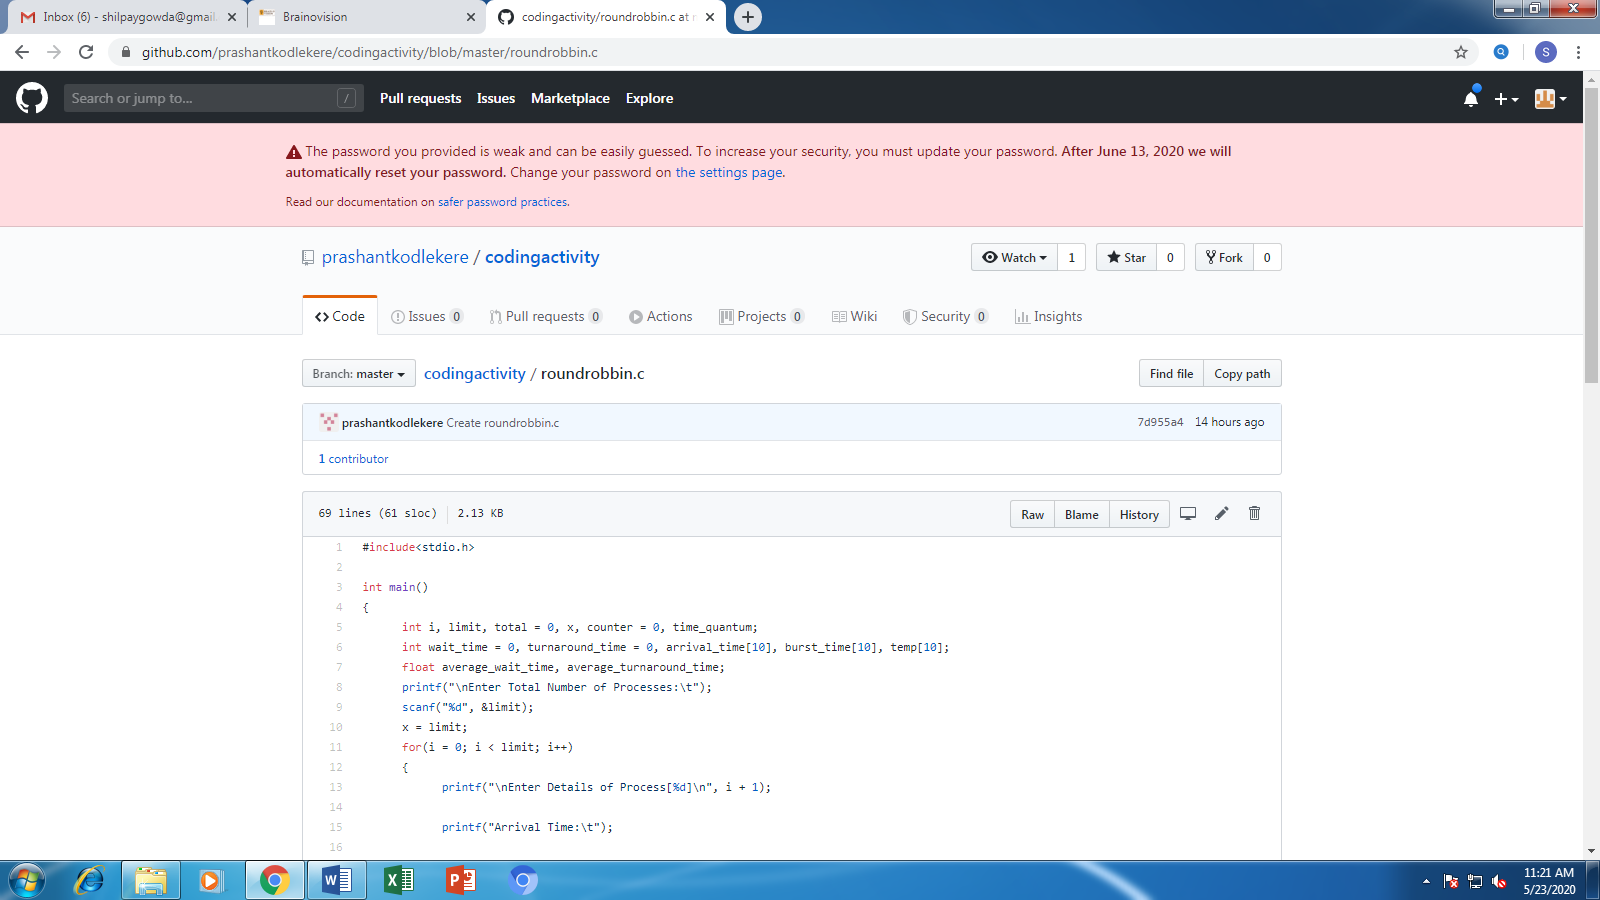 Inbox (6) - shilpaygowda@gmail.
Brainovision
codingactivity/roundrobbin.c at
github.com/prashantkodlekere/codingactivity/blob/master/roundrobbin.c
S
Search or jump to...
/
Pull requests
Issues
Marketplace
Explore
The password you provided is weak and can be easily guessed. To increase your security, you must update your password. After June 13, 2020 we will
automatically reset your password. Change your password on the settings page.
Read our documentation on safer password practices.
prashantkodlekere / codingactivity
Watch 1
Star 0
Fork 0
<> Code
Issues 0
Pull requests 0
Actions
Projects 0
Wiki
Security 0
Insights
Branch: master
codingactivity / roundrobbin.c
Find file
Copy path
prashantkodlekere Create roundrobbin.c
7d955a4 14 hours ago
1 contributor
69 lines (61 sloc) 2.13 KB
Raw
Blame
History
1 #include<stdio.h>
2
3 int main()
4 {
5 int i, limit, total = 0, x, counter = 0, time_quantum;
6 int wait_time = 0, turnaround_time = 0, arrival_time[10], burst_time[10], temp[10];
7 float average_wait_time, average_turnaround_time;
8 printf("\nEnter Total Number of Processes:\t");
9 scanf("%d", &limit);
10 x = limit;
11 for(i = 0; i < limit; i++)
12 {
13 printf("\nEnter Details of Process[%d]\n", i + 1);
14
15 printf("Arrival Time:\t");
16
11:21 AM
5/23/2020